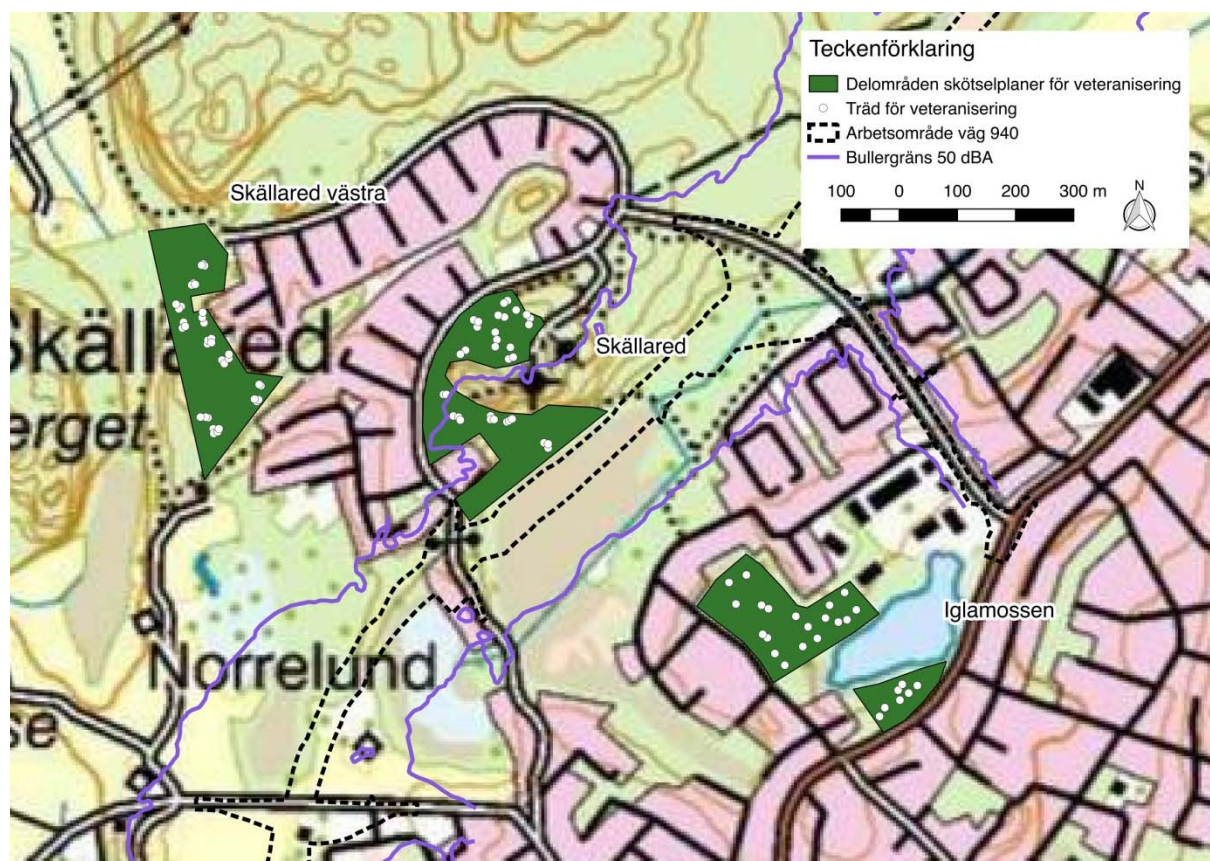 Teckenförklaring
Delområden skötselplaner för veteranisering
Träd för veteranisering
Arbetsområde väg 940
Bullergräns 50 dBA
100 0 100 200 300 m
N
Skällared västra
Skällared
Skällared
erget
Iglamossen
Norrelund
se